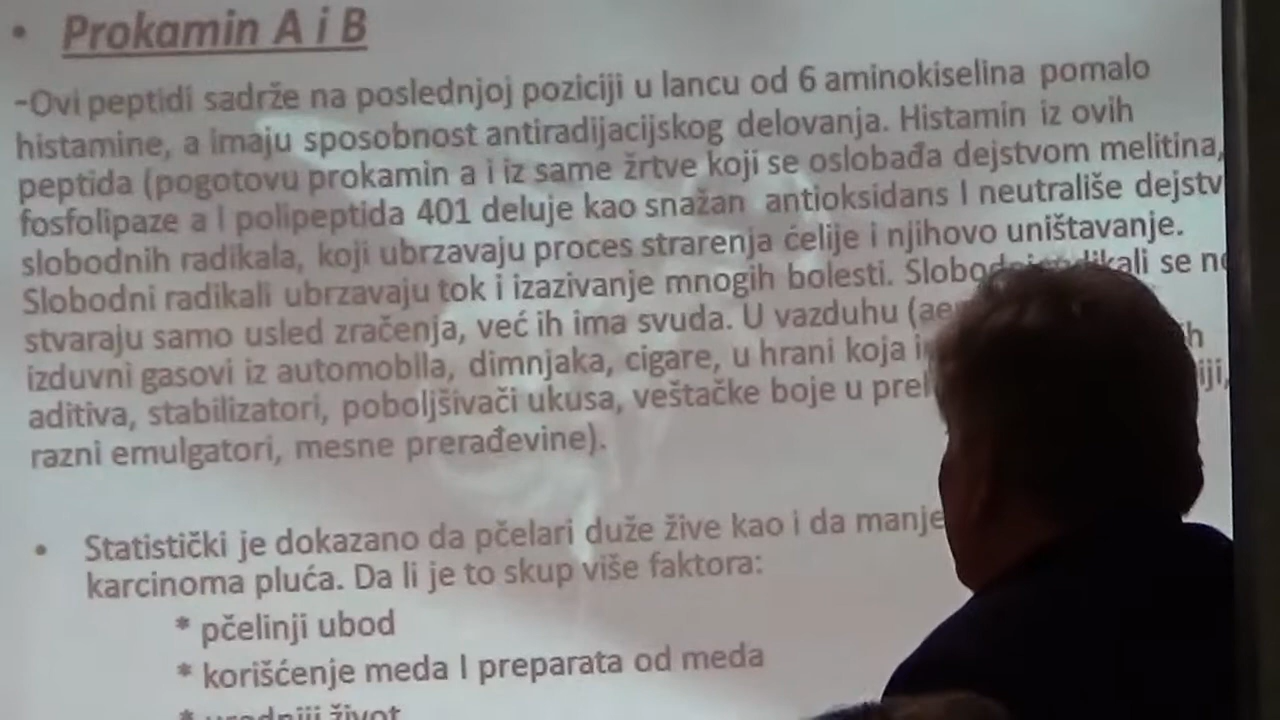 • Prokamin A i B
-Ovi peptidi sadrže na poslednjoj poziciji u lancu od 6 aminokiselina pomalo
histamine, a imaju sposobnost antiradijacijskog delovanja. Histamin iz ovih
peptida (pogotovu prokamin a i iz same žrtve koji se oslobađa dejstvom melitina,
fosfolipaze a I polipeptida 401 deluje kao snažan antioksidans I neutrališe dejstv
slobodnih radikala, koji ubrzavaju proces strarenja ćelije i njihovo uništavanje.
Slobodni radikali ubrzavaju tok i izazivanje mnogih bolesti. Slobodni radikali se
stvaraju samo usled zračenja, već ih ima svuda. U vazduhu
izduvni gasovi iz automobila, dimnjaka, cigare, u hrani koja
aditiva, stabilizatori, poboljšivači ukusa, veštačke boje u
razni emulgatori, mesne prerađevine).
• Statistički je dokazano da pčelari duže žive kao i da manje
karcinoma pluća. Da li je to skup više faktora:
* pčelinji ubod
* korišćenje meda I preparata od meda
* život